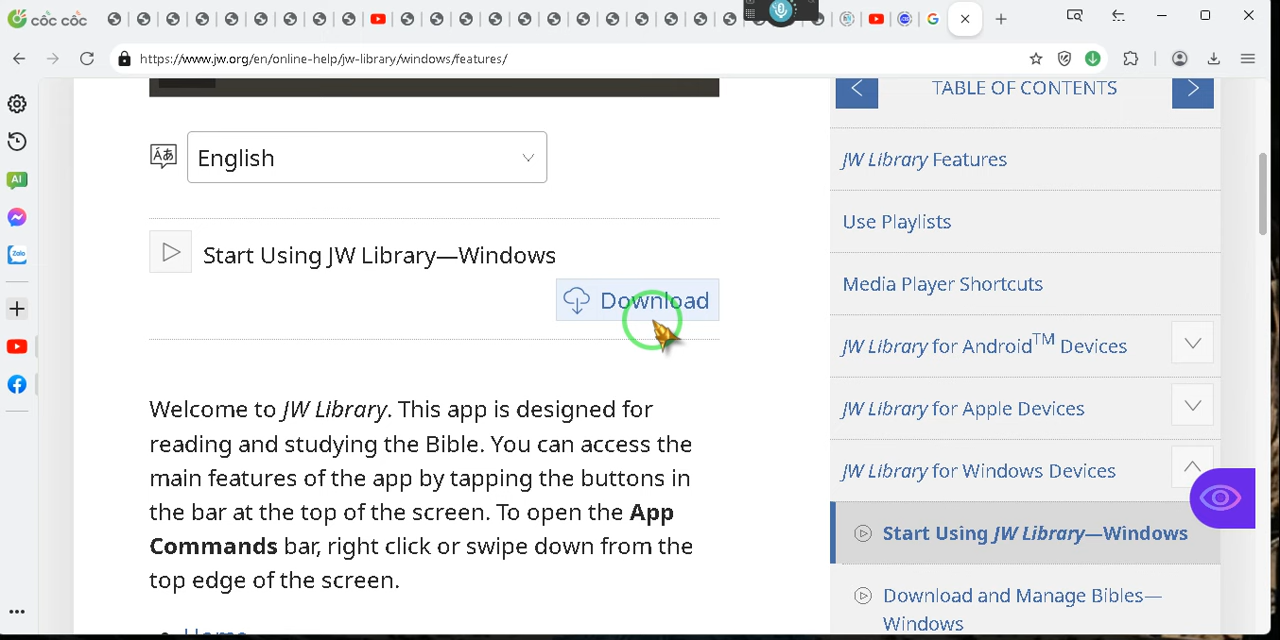 cốc cốc
https://www.jw.org/en/online-help/jw-library/windows/features/
AI
Zalo
English
Start Using JW Library—Windows
Download
Welcome to JW Library. This app is designed for
reading and studying the Bible. You can access the
main features of the app by tapping the buttons in
the bar at the top of the screen. To open the App
Commands bar, right click or swipe down from the
top edge of the screen.
Home
TABLE OF CONTENTS
JW Library Features
Use Playlists
Media Player Shortcuts
JW Library for Android™ Devices
JW Library for Apple Devices
JW Library for Windows Devices
Start Using JW Library—Windows
Download and Manage Bibles—
Windows